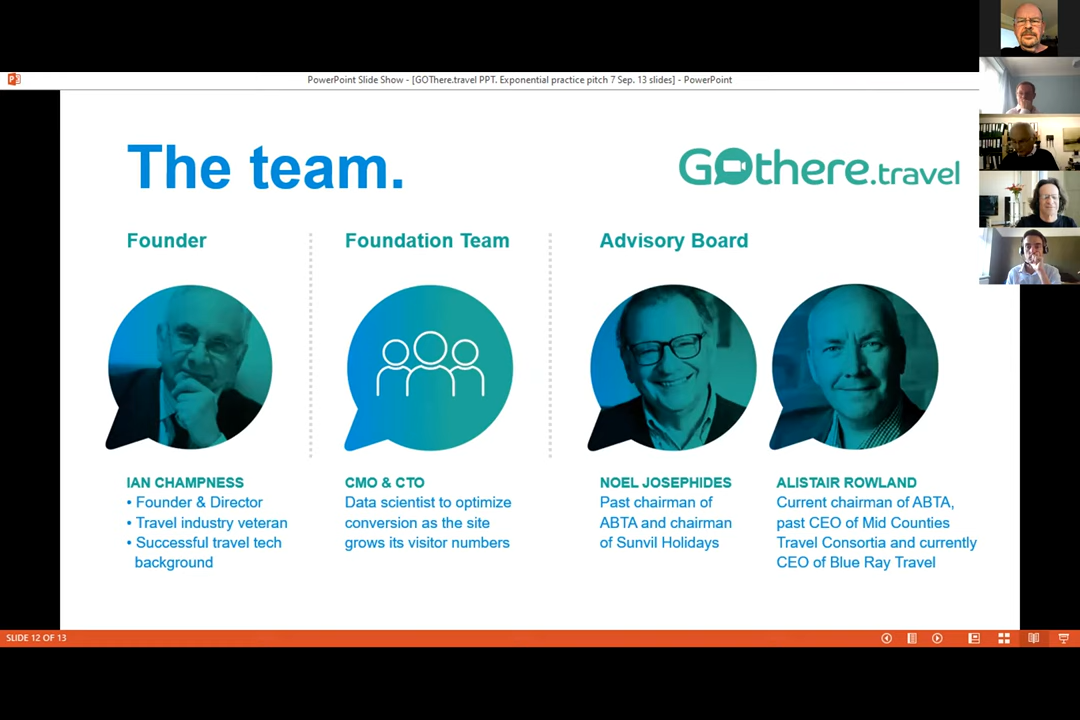 PowerPoint Slide Show - [GOThere.travel PPT. Exponential practice pitch 7 Sep. 13 slides] - PowerPoint
The team.
GOthere.travel
Founder
Foundation Team
Advisory Board
IAN CHAMPNESS
• Founder & Director
• Travel industry veteran
• Successful travel tech
background
CMO & CTO
Data scientist to optimize
conversion as the site
grows its visitor numbers
NOEL JOSEPHIDES
Past chairman of
ABTA and chairman
of Sunvil Holidays
ALISTAIR ROWLAND
Current chairman of ABTA,
past CEO of Mid Counties
Travel Consortia and currently
CEO of Blue Ray Travel
SLIDE 12 OF 13